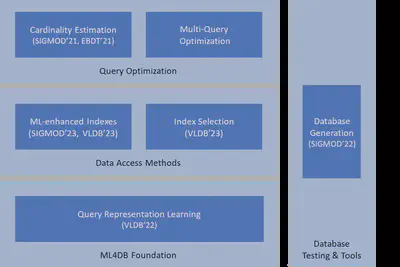 Cardinality Estimation
(SIGMOD'21, EBDT'21)
Multi-Query
Optimization
Query Optimization
ML-enhanced Indexes
(SIGMOD'23, VLDB'23)
Index Selection
(VLDB'23)
Data Access Methods
Query Representation Learning
(VLDB'22)
ML4DB Foundation
Database
Generation
(SIGMOD'22)
Database
Testing & Tools